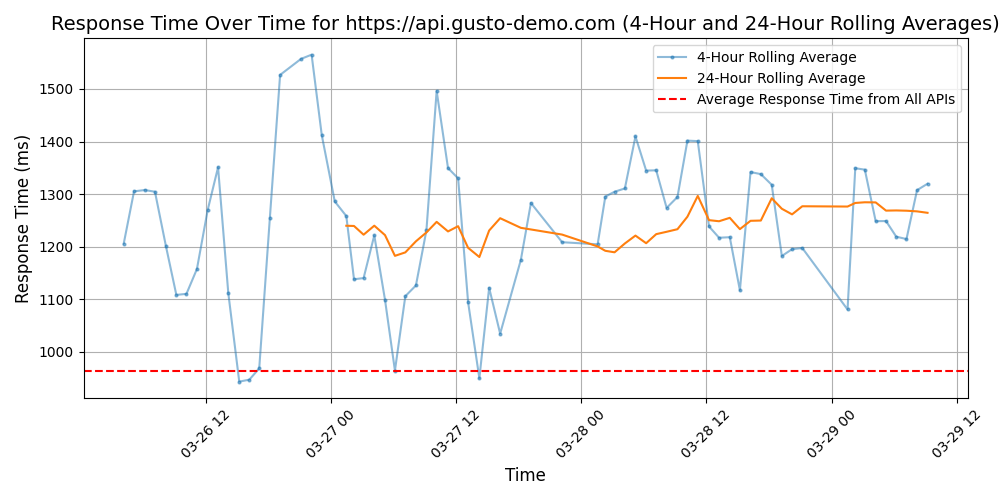 Response Time Over Time for https://api.gusto-demo.com (4-Hour and 24-Hour Rolling Averages)
4-Hour Rolling Average
24-Hour Rolling Average
Average Response Time from All APIs
Response Time (ms)
1500
1400
1300
1200
1100
1000
03-26 12
03-27 00
03-27 12
03-28 00
03-28 12
03-29 00
03-29 12
Time